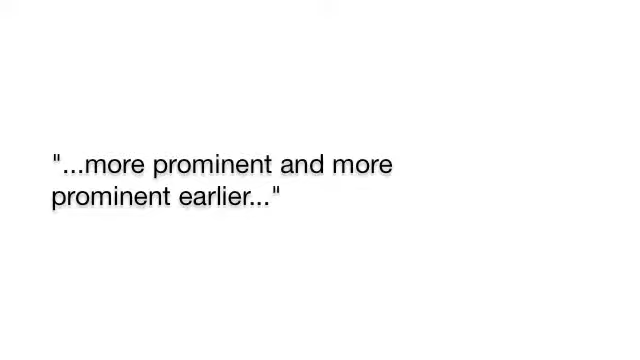 "...more prominent and more
prominent earlier..."